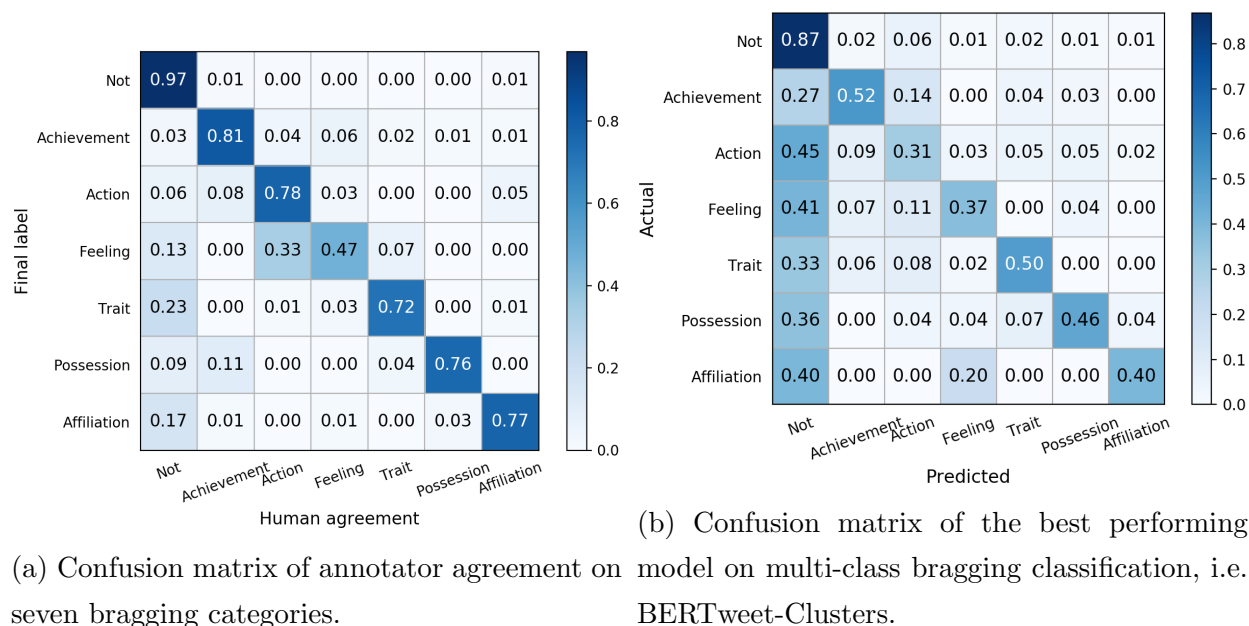 Not 0.97 0.01 0.00 0.00 0.00 0.00 0.01
Achievement 0.03 0.81 0.04 0.06 0.02 0.01 0.01
Action 0.06 0.08 0.78 0.03 0.00 0.00 0.05
Feeling 0.13 0.00 0.33 0.47 0.07 0.00 0.00
Trait 0.23 0.00 0.01 0.03 0.72 0.00 0.01
Possession 0.09 0.11 0.00 0.00 0.04 0.76 0.00
Affiliation 0.17 0.01 0.00 0.01 0.00 0.03 0.77
Not Achievement Action Feeling Trait Possession Affiliation
Final label
Human agreement
0.8
0.6
0.4
0.2
0.0
(a) Confusion matrix of annotator agreement on
seven bragging categories.
Not 0.87 0.02 0.06 0.01 0.02 0.01 0.01
Achievement 0.27 0.52 0.14 0.00 0.04 0.03 0.00
Action 0.45 0.09 0.31 0.03 0.05 0.05 0.02
Feeling 0.41 0.07 0.11 0.37 0.00 0.04 0.00
Trait 0.33 0.06 0.08 0.02 0.50 0.00 0.00
Possession 0.36 0.00 0.04 0.04 0.07 0.46 0.04
Affiliation 0.40 0.00 0.00 0.20 0.00 0.00 0.40
Not Achievement Action Feeling Trait Possession Affiliation
Actual
Predicted
0.8
0.7
0.6
0.5
0.4
0.3
0.2
0.1
0.0
(b) Confusion matrix of the best performing
model on multi-class bragging classification, i.e.
BERTweet-Clusters.